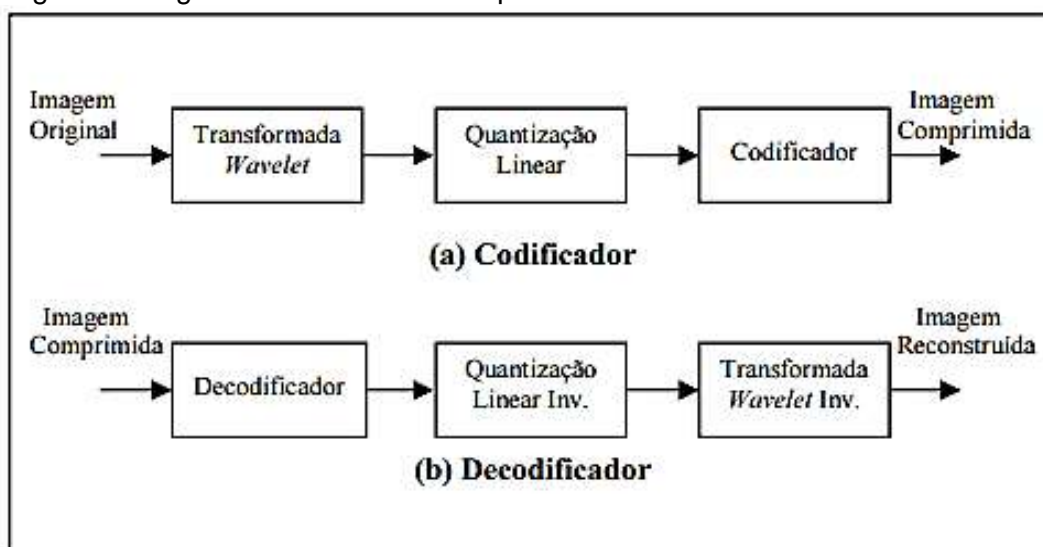 Imagem
Original
Transformada
Wavelet
Quantização
Linear
Codificador
Imagem
Comprimida
(a) Codificador
Imagem
Comprimida
Decodificador
Quantização
Linear Inv.
Transformada
Wavelet Inv.
Imagem
Reconstruída
(b) Decodificador